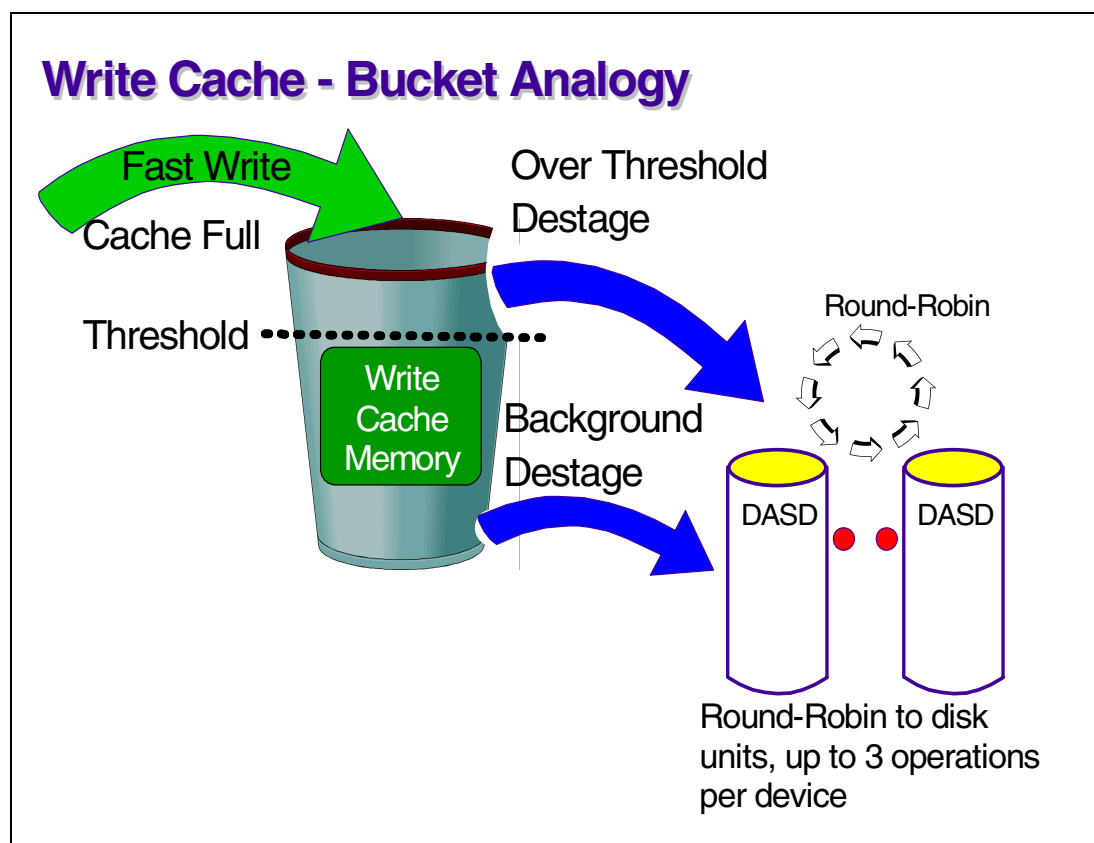 Write Cache - Bucket Analogy
Fast Write
Cache Full
Over Threshold
Destage
Round-Robin
Threshold
Write
Cache
Memory
Background
Destage
DASD
DASD
Round-Robin to disk
units, up to 3 operations
per device